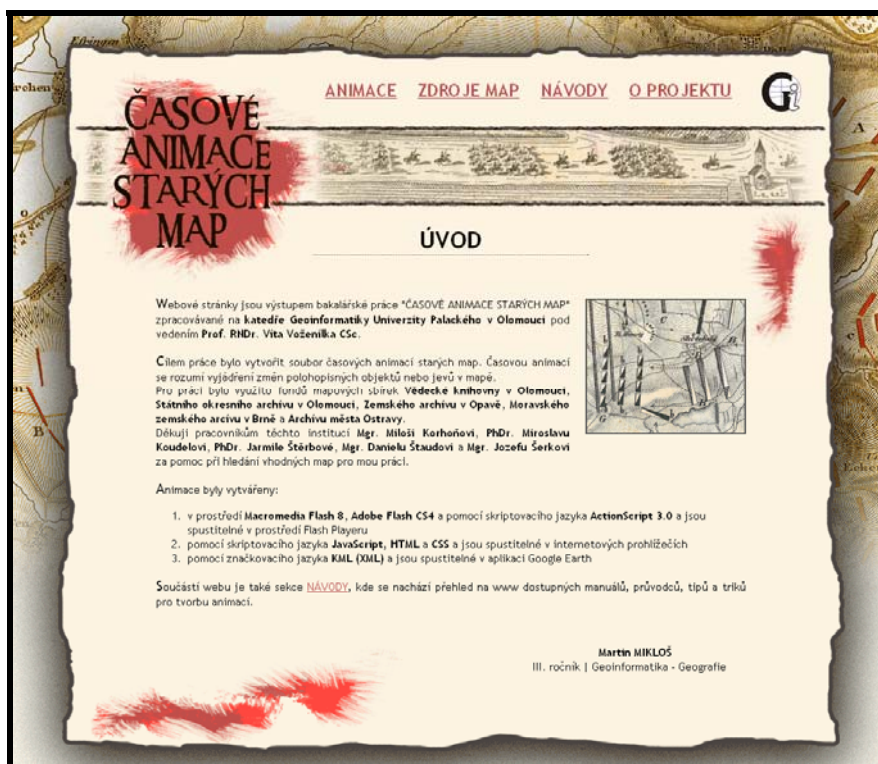 ČASOVÉ
ANIMACE
STARÝCH
MAP
ANIMACE ZDROJE MAP NÁVODY O PROJEKTU
Gi
ÚVOD
Webové stránky jsou výstupem bakalářské práce "ČASOVÉ ANIMACE STARÝCH MAP"
zpracovávané na katedře Geoinformatiky Univerzity Palackého v Olomouci pod
vedením Prof. RNDr. Víta Voženílka CSc.
Cílem práce bylo vytvořit soubor časových animací starých map. Časovou animací
se rozumí vyjádření změn polohopisných objektů nebo jevů v mapě.
Pro práci bylo využito fondů mapových sbírek Vědecké knihovny v Olomouci,
Státního okresního archivu v Olomouci, Zemského archivu v Opavě, Moravského
zemského arcivu v Brně a Archivu města Ostravy.
Děkuji pracovníkům těchto institucí Mgr. Miloši Korhoňovi, PhDr. Miroslavu
Koudelovi, PhDr. Jarmile Štěrbové, Mgr. Danielu Štaudovi a Mgr. Jozefu Šerkovi
za pomoc při hledání vhodných map pro mou práci.
Animace byly vytvářeny:
1. v prostředí Macromedia Flash 8, Adobe Flash CS4 a pomocí skriptovacího jazyka ActionScript 3.0 a jsou
spustitelné v prostředí Flash Playeru
2. pomocí skriptovacího jazyka JavaScript, HTML a CSS a jsou spustitelné v internetových prohlížečích
3. pomocí značkovacího jazyka KML (XML) a jsou spustitelné v aplikaci Google Earth
Součástí webu je také sekce NÁVODY, kde se nachází přehled na www dostupných manuálů, průvodců, tipů a triků
pro tvorbu animací.
Martin MIKLOŠ
III. ročník | Geoinformatika - Geografie